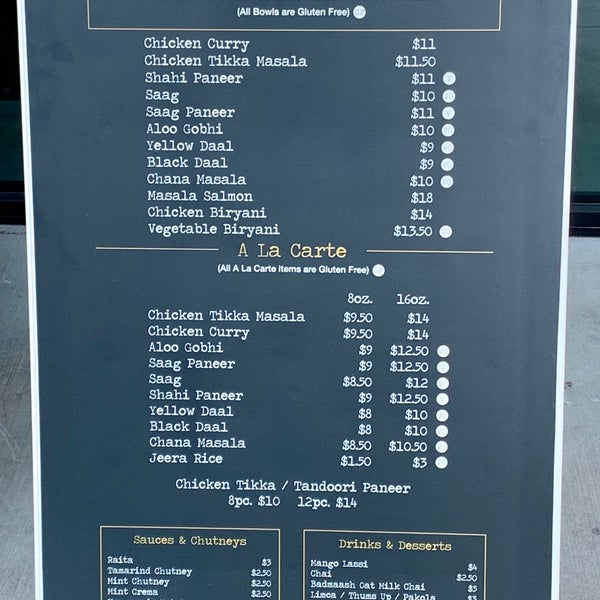 (All Bowls are Gluten Free)
Chicken Curry $11
Chicken Tikka Masala $11.50
Shahi Paneer $11
Saag $10
Saag Paneer $11
Aloo Gobhi $10
Yellow Daal $9
Black Daal $9
Chana Masala $10
Masala Salmon $18
Chicken Biryani $14
Vegetable Biryani $13.50
A La Carte
(All A La Carte items are Gluten Free)
8oz. 16oz.
Chicken Tikka Masala $9.50 $14
Chicken Curry $9.50 $14
Aloo Gobhi $9 $12.50
Saag Paneer $9 $12.50
Saag $8.50 $12
Shahi Paneer $9 $12.50
Yellow Daal $8 $10
Black Daal $8 $10
Chana Masala $8.50 $10.50
Jeera Rice $1.50 $3
Chicken Tikka / Tandoori Paneer
8pc. $10 12pc. $14
Sauces & Chutneys
Raita $3
Tamarind Chutney $2.50
Mint Chutney $2.50
Mint Crema $2.50
Drinks & Desserts
Mango Lassi $4
Chai $2.50
Badmaash Oat Milk Chai $5
Limca / Thums Up / Pakola $3